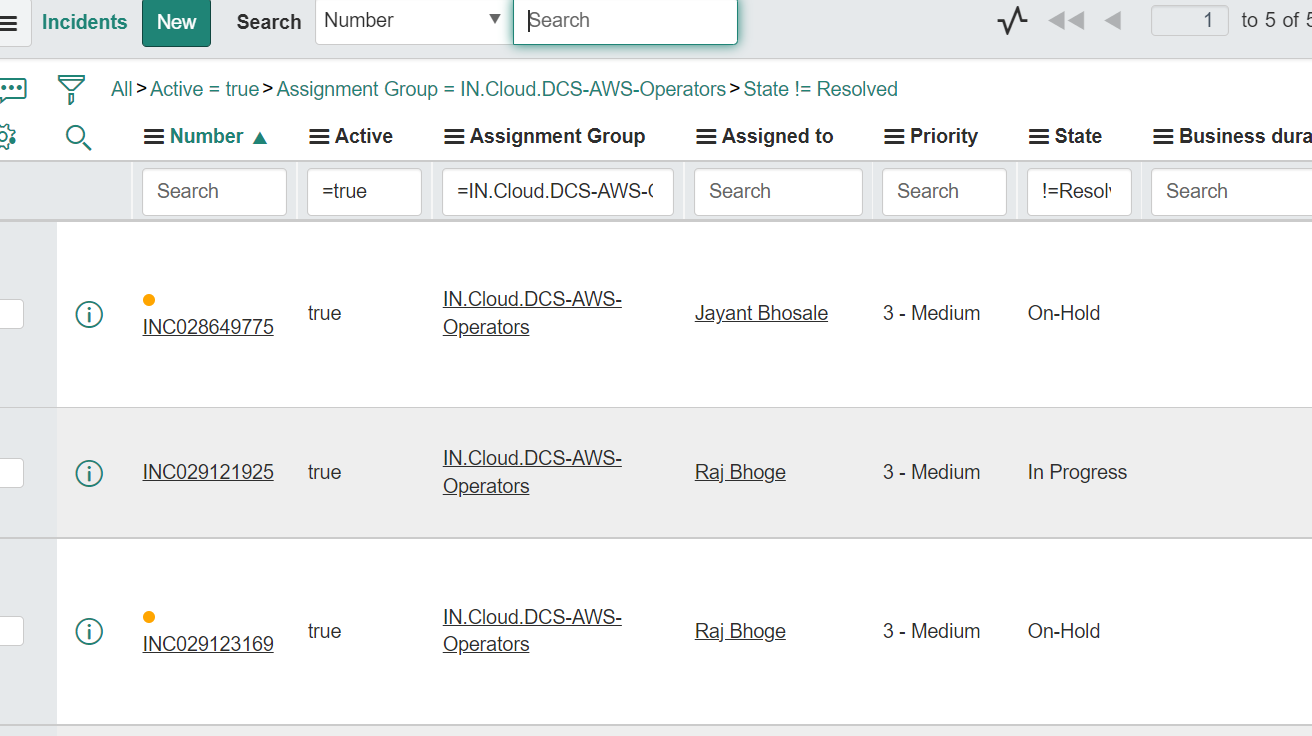 Incidents New Search Number Search 1 to 5 of 5
All > Active = true > Assignment Group = IN.Cloud.DCS-AWS-Operators > State != Resolved
Number Active Assignment Group Assigned to Priority State Business dura
Search =true =IN.Cloud.DCS-AWS- Search Search !=Resol Search
IN.Cloud.DCS-AWS-
INC028649775 true Operators Jayant Bhosale 3 - Medium On-Hold
IN.Cloud.DCS-AWS-
INC029121925 true Operators Raj Bhoge 3 - Medium In Progress
IN.Cloud.DCS-AWS-
INC029123169 true Operators Raj Bhoge 3 - Medium On-Hold